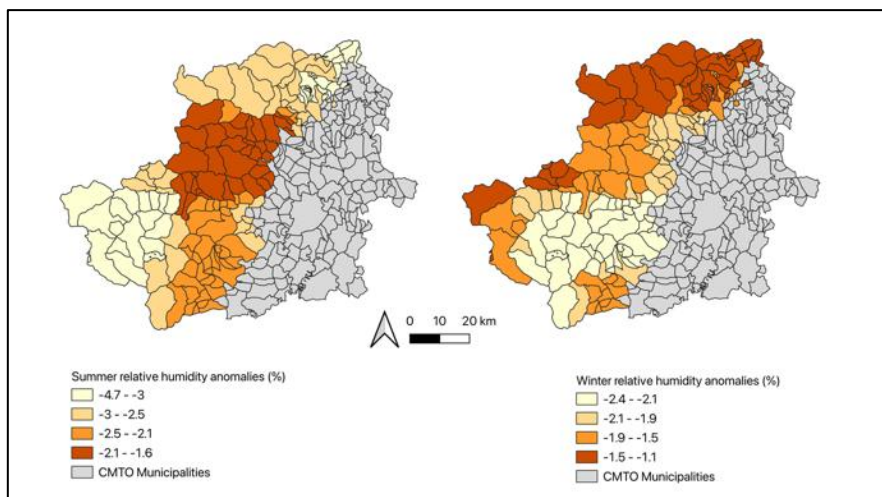 0 10 20 km
Summer relative humidity anomalies (%)
-4.7 - -3
-3 - -2.5
-2.5 - -2.1
-2.1 - -1.6
CMTO Municipalities
Winter relative humidity anomalies (%)
-2.4 - -2.1
-2.1 - -1.9
-1.9 - -1.5
-1.5 - -1.1
CMTO Municipalities